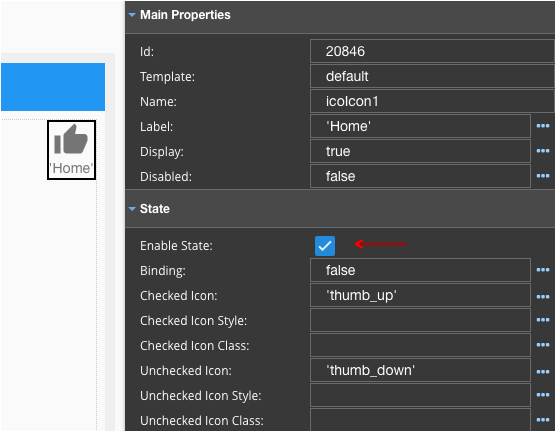 Main Properties
Id: 20846
Template: default
Name: icoIcon1
Label: 'Home'
Display: true
Disabled: false
'Home'
State
Enable State:
Binding: false
Checked Icon: 'thumb_up'
Checked Icon Style:
Checked Icon Class:
Unchecked Icon: 'thumb_down'
Unchecked Icon Style:
Unchecked Icon Class: